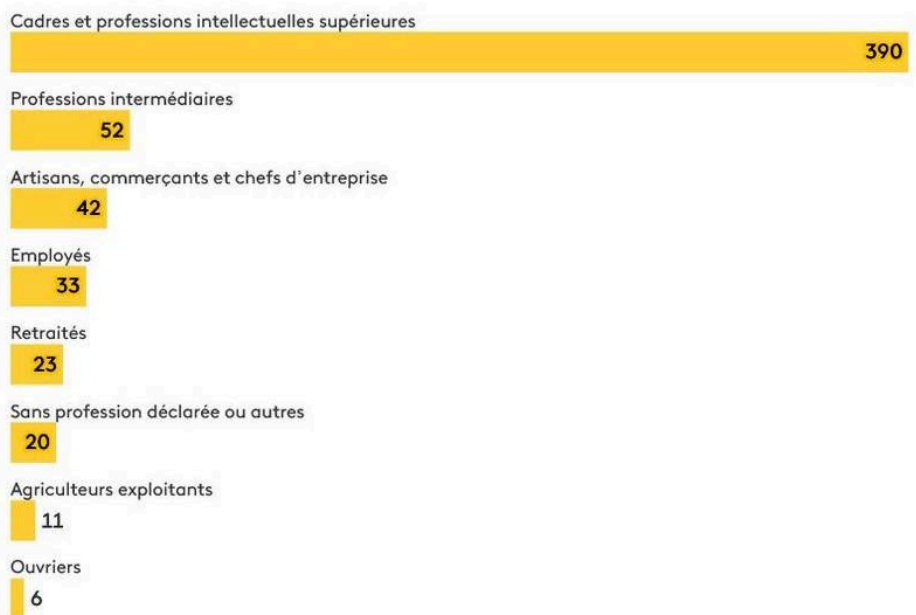 Cadres et professions intellectuelles supérieures
390
Professions intermédiaires
52
Artisans, commerçants et chefs d'entreprise
42
Employés
33
Retraités
23
Sans profession déclarée ou autres
20
Agriculteurs exploitants
11
Ouvriers
6